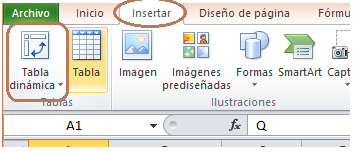 Archivo Inicio Insertar Diseño de página Fórmu
Tabla dinámica Tabla Imagen Imágenes prediseñadas Formas SmartArt Capt
Tablas Ilustraciones
A1 fx Q